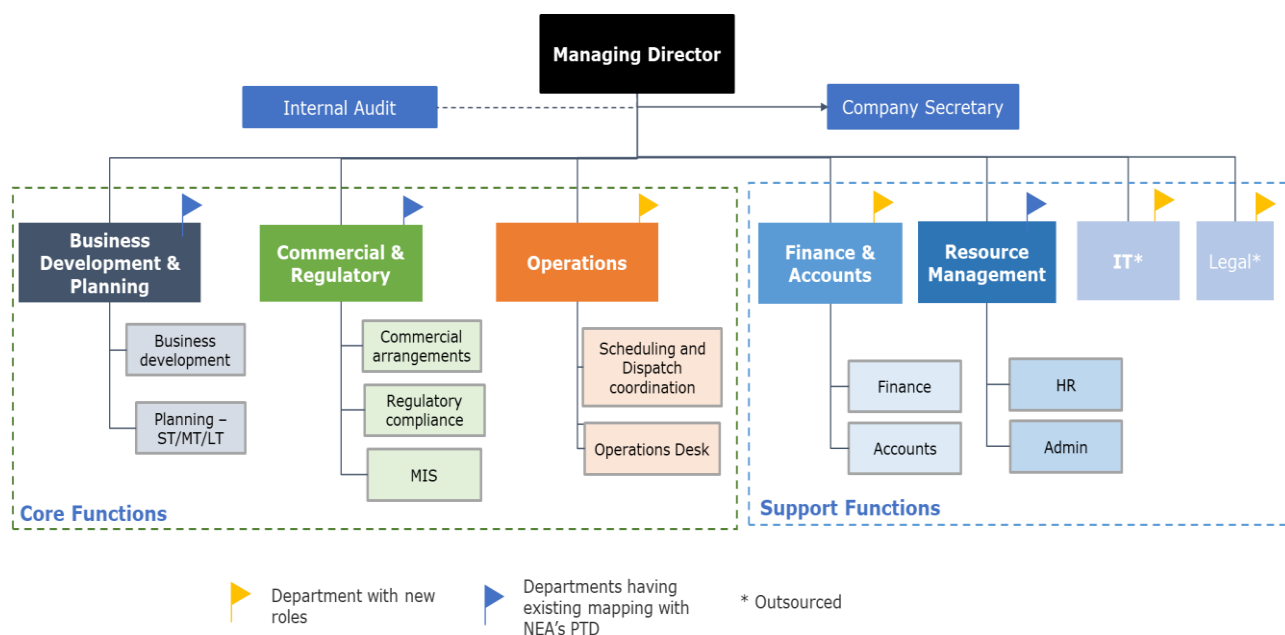 Managing Director
Internal Audit
Company Secretary
Business
Development &
Planning
Commercial &
Regulatory
Operations
Finance &
Accounts
Resource
Management
IT*
Legal*
Business
development
Planning –
ST/MT/LT
Commercial
arrangements
Regulatory
compliance
MIS
Scheduling and
Dispatch
coordination
Operations Desk
Finance
Accounts
HR
Admin
Core Functions
Support Functions
Department with new
roles
Departments having
existing mapping with
NEA's PTD
* Outsourced